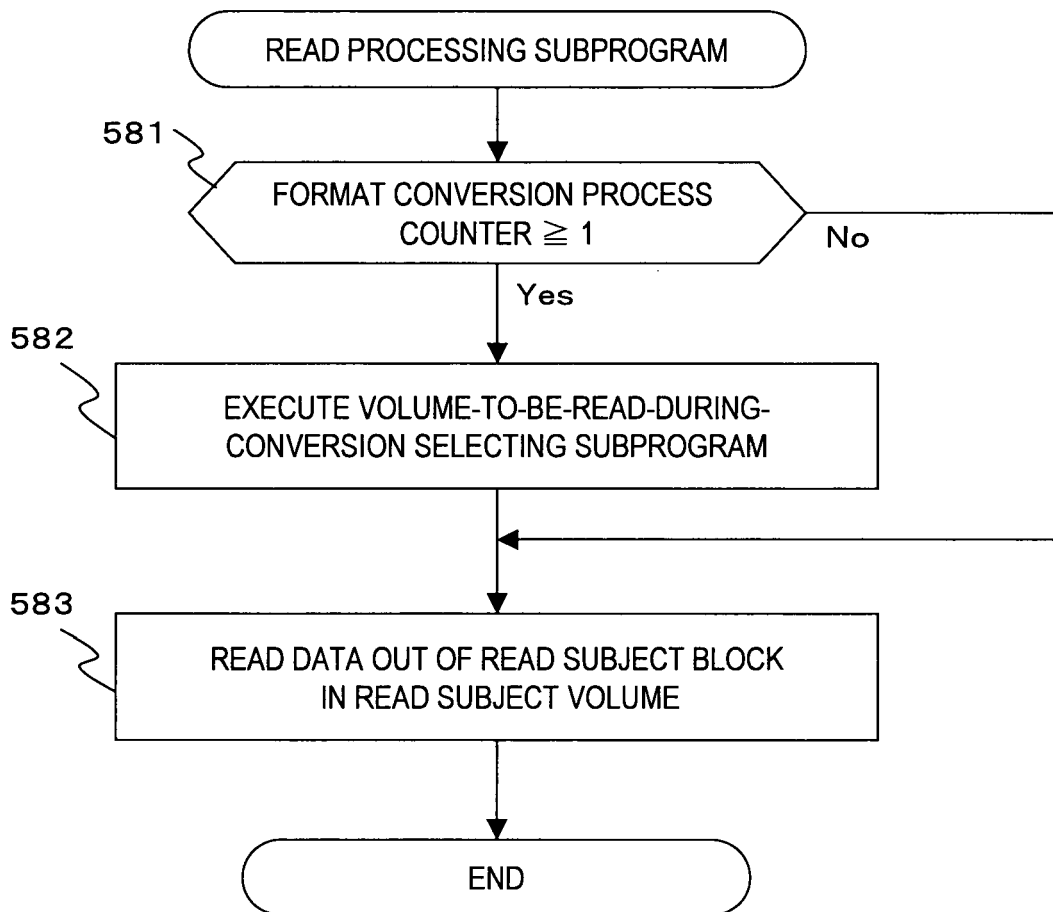 READ PROCESSING SUBPROGRAM
581
FORMAT CONVERSION PROCESS
COUNTER ≧ 1
No
Yes
582
EXECUTE VOLUME-TO-BE-READ-DURING-
CONVERSION SELECTING SUBPROGRAM
583
READ DATA OUT OF READ SUBJECT BLOCK
IN READ SUBJECT VOLUME
END